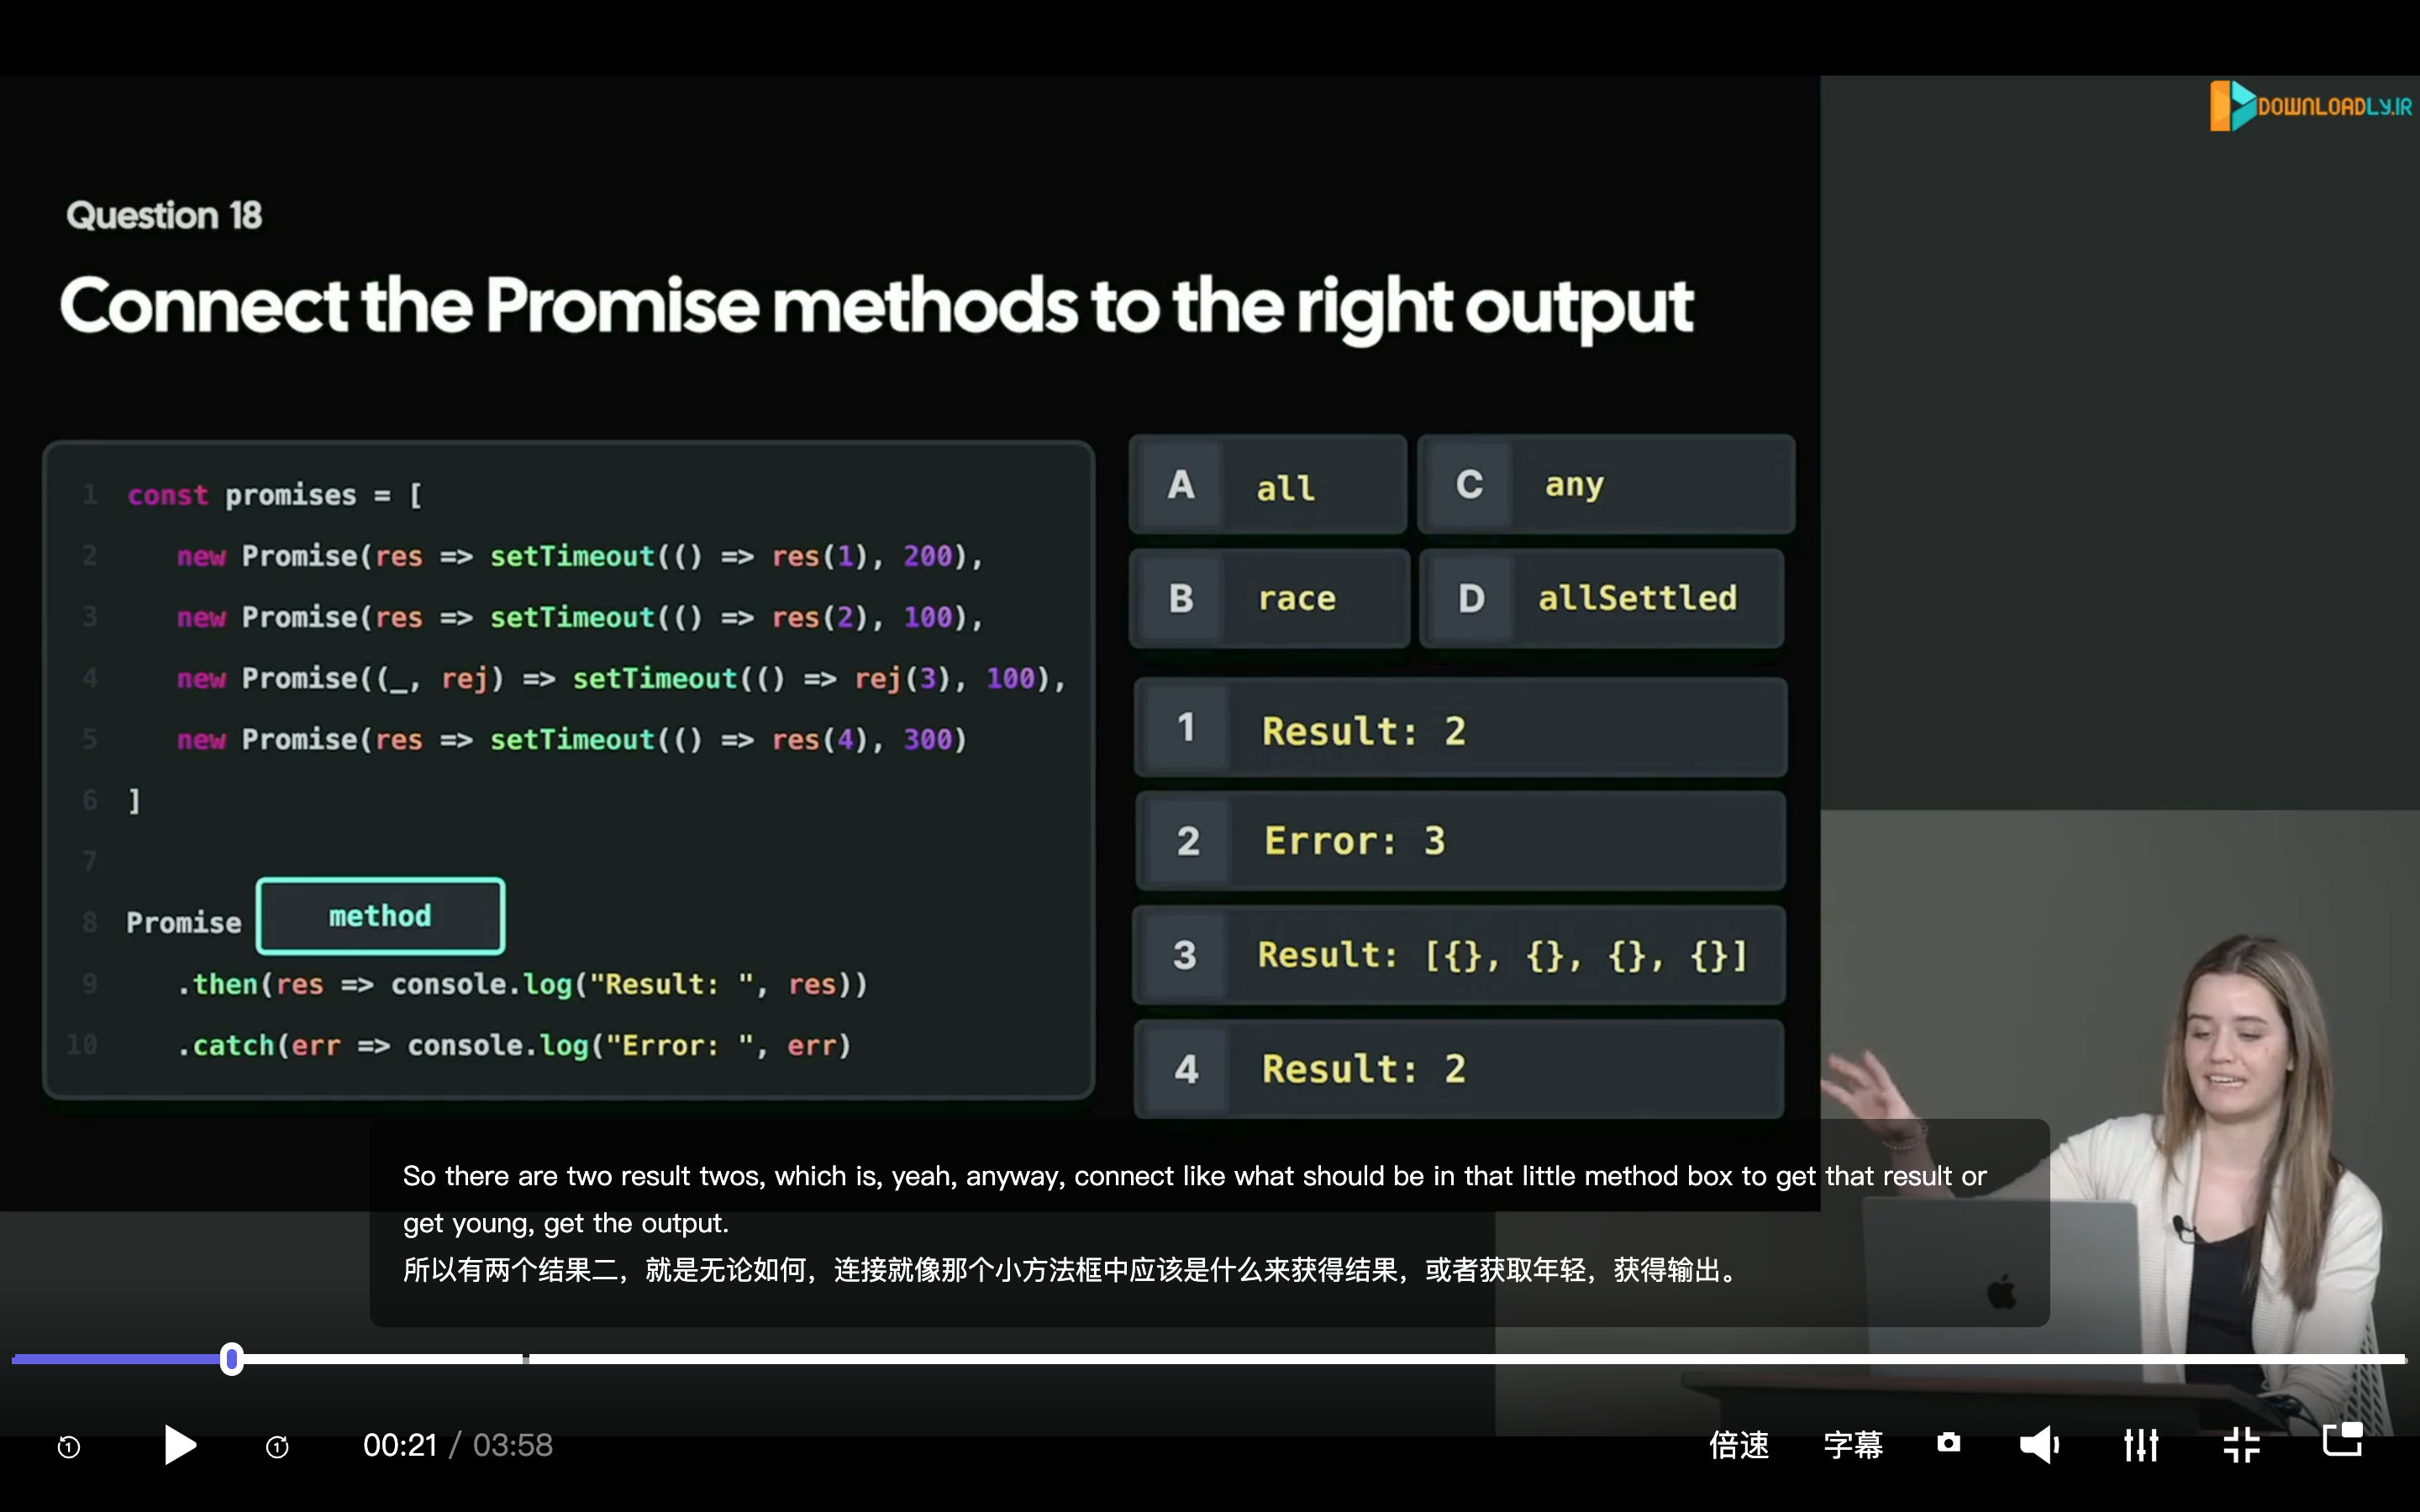 DOWNLOADLY.IR
Question 18
Connect the Promise methods to the right output
1 const promises = [
2 new Promise(res => setTimeout(() => res(1), 200),
3 new Promise(res => setTimeout(() => res(2), 100),
4 new Promise((_, rej) => setTimeout(() => rej(3), 100),
5 new Promise(res => setTimeout(() => res(4), 300)
6 ]
7
8 Promise method
9 .then(res => console.log("Result: ", res))
10 .catch(err => console.log("Error: ", err)
A all
C any
B race
D allSettled
1 Result: 2
2 Error: 3
3 Result: [{}, {}, {}, {}]
4 Result: 2
So there are two result twos, which is, yeah, anyway, connect like what should be in that little method box to get that result or
get young, get the output.
所以有两个结果二，就是无论如何，连接就像那个小方法框中应该是什么来获得结果，或者获取年轻，获得输出。
1 1 00:21 / 03:58 倍速 字幕